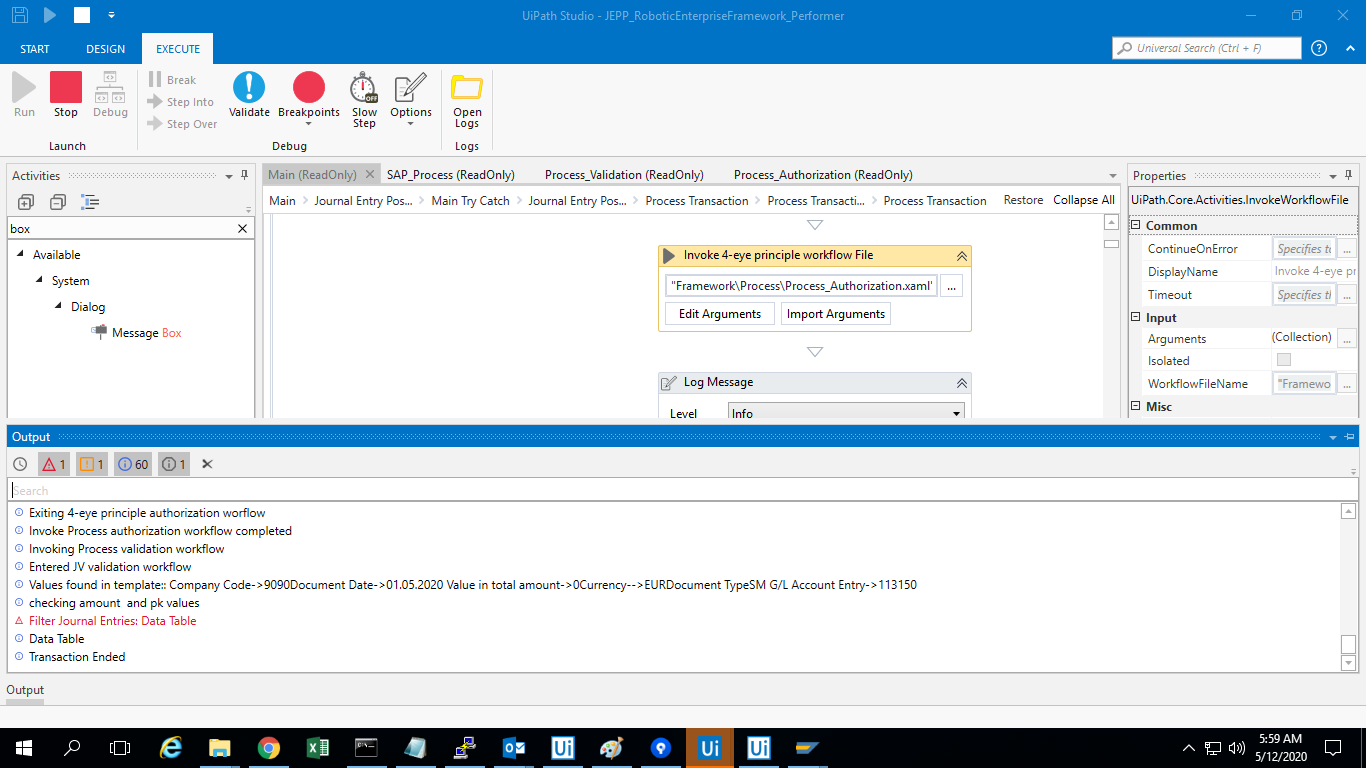 UiPath Studio - JEPP_RoboticEnterpriseFramework_Performer
START DESIGN EXECUTE
Universal Search (Ctrl + F) ?
Run Stop Debug
Break
Step Into
Step Over
Validate Breakpoints Slow Step Options
Open Logs
Launch Debug Logs
Activities
box
Available
System
Dialog
Message Box
Main (ReadOnly) SAP_Process (ReadOnly) Process_Validation (ReadOnly) Process_Authorization (ReadOnly)
Main > Journal Entry Pos... > Main Try Catch > Journal Entry Pos... > Process Transaction > Process Transacti... > Process Transaction Restore Collapse All
Invoke 4-eye principle workflow File
"Framework\Process\Process_Authorization.xaml" ...
Edit Arguments Import Arguments
Log Message
Level Info
Properties
UiPath.Core.Activities.InvokeWorkflowFile
Common
ContinueOnError Specifies t ...
DisplayName Invoke 4-eye pr
Timeout Specifies tl ...
Input
Arguments (Collection) ...
Isolated
WorkflowFileName "Framewo ...
Misc
Output
1 1 60 1
Search
Exiting 4-eye principle authorization worflow
Invoke Process authorization workflow completed
Invoking Process validation workflow
Entered JV validation workflow
Values found in template:: Company Code->9090Document Date->01.05.2020 Value in total amount->0Currency-->EURDocument TypeSM G/L Account Entry->113150
checking amount  and pk values
Filter Journal Entries: Data Table
Data Table
Transaction Ended
Output
5:59 AM
5/12/2020